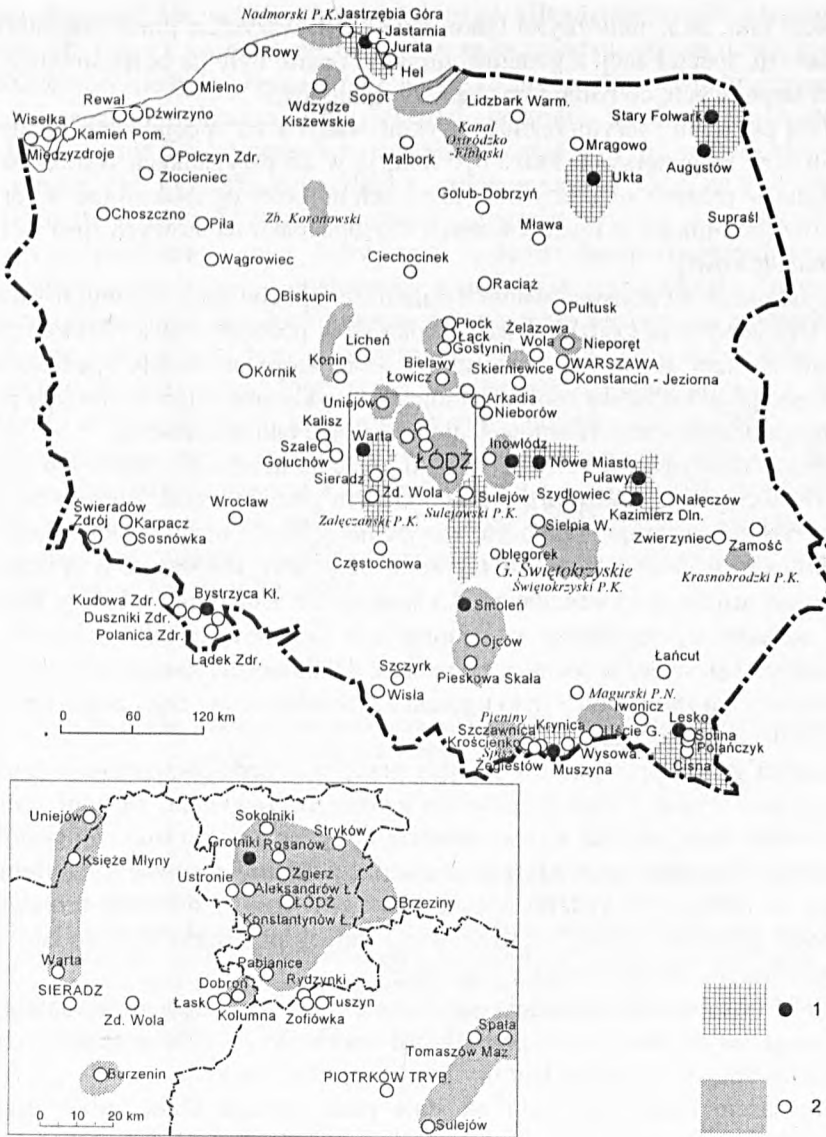 Nadmorski P.K.
Jastrzębia Góra
Jastarnia
Jurata
Hel
Rowy
Sopot
Mielno
Wdzydze
Kiszewskie
Lidzbark Warm.
Stary Folwark
Rewal
Dźwirzyno
Wiselka
Kamień Pom.
Międzyzdroje
Kanal
Ostródzko
-Elbląski
Malbork
Mrągowo
Augustów
Połczyn Zdr.
Złocieniec
Ukta
Golub-Dobrzyń
Choszczno
Piła
Zb. Koronowski
Mława
Supraśl
Wągrowiec
Ciechocinek
Raciąż
Biskupin
Pułtusk
Płock
Łąck
Gostynin
Żelazowa
Wola
Nieporęt
Licheń
Bielawy
Łowicz
Skierniewice
WARSZAWA
Konstancin - Jeziorna
Kórnik
Konin
Arkadia
Nieborów
Uniejów
Kalisz
Szałe
Gołuchów
Warta
ŁÓDŹ
Inowłódz
Nowe Miasto
Puławy
Sieradz
Zd. Wola
Sulejów
Szydłowiec
Nałęczów
Kazimierz Dln.
Świeradów
Zdrój
Karpacz
Sosnówka
Wrocław
Załęczański P.K.
Sulejowski P.K.
Sielpia W.
Zwierzyniec
Zamość
Częstochowa
Oblęgorek
G. Świętokrzyskie
Świętokrzyski P.K.
Krasnobrodzki P.K.
Kudowa Zdr.
Bystrzyca Kł.
Duszniki Zdr.
Polanica Zdr.
Lądek Zdr.
Smoleń
Ojców
Pieskowa Skała
Szczyrk
Wisła
Łańcut
Magurski P.N.
Iwonicz
Pieniny
Szczawnica
Krynica
Uście G.
Lesko
Solina
Krościenko
Spisz
Wysowa
Polańczyk
Żegiestów
Muszyna
Cisna
0 60 120 km
Uniejów
Sokolniki
Stryków
Grotniki
Rosanów
Księże Młyny
Zgierz
Ustronie
Aleksandrów Ł.
ŁÓDŹ
Brzeziny
Konstantynów Ł.
Warta
Pabianice
SIERADZ
Dobroń
Rydzynki
Łask
Kolumna
Tuszyn
Zd. Wola
Zofiówka
Spała
Tomaszów Maz
Burzenin
PIOTRKÓW TRYB.
0 10 20 km
Sulejów
1
2